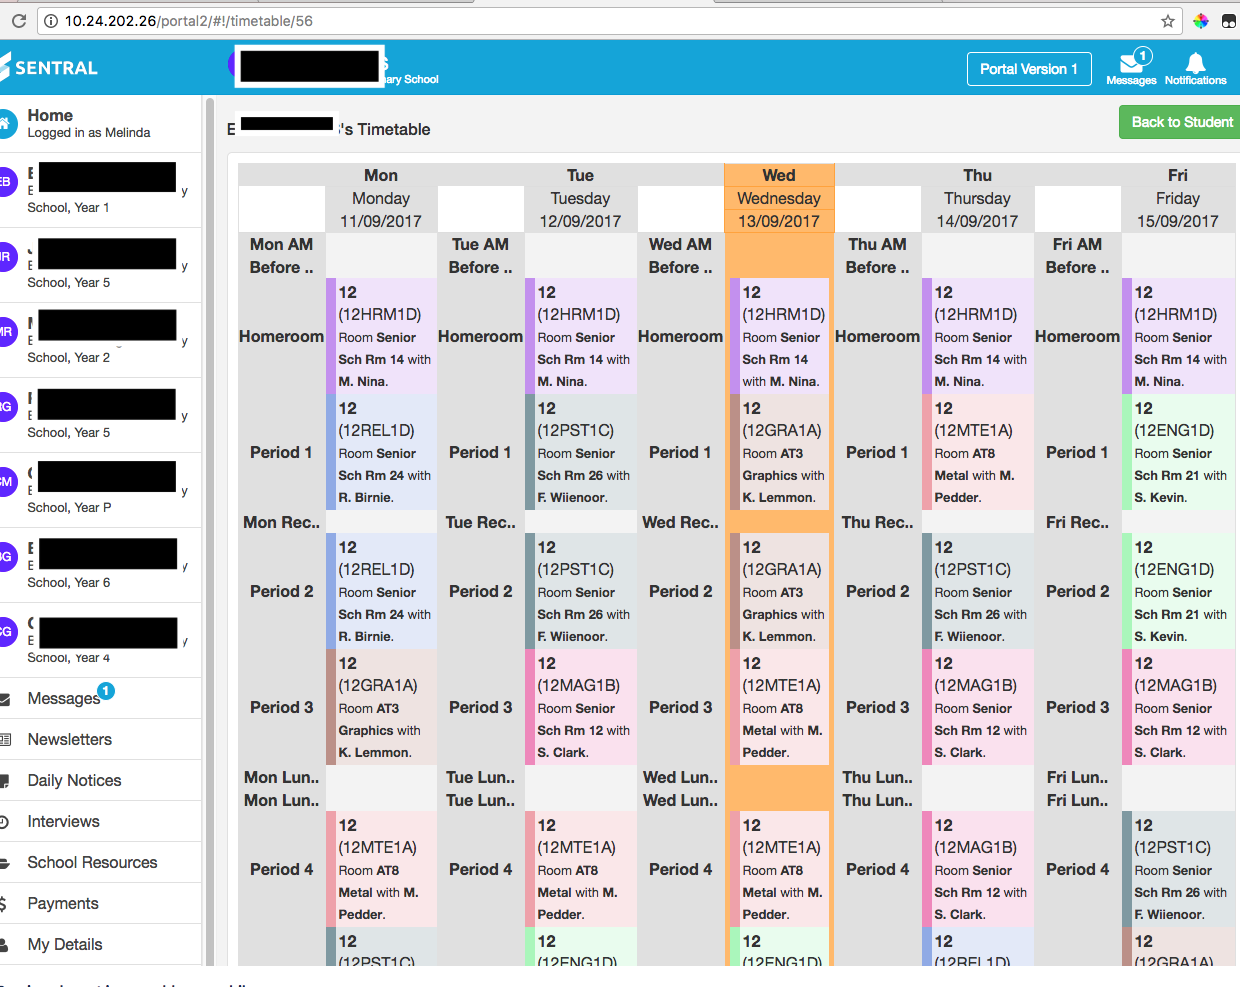 10.24.202.26/portal2/#!/timetable/56
SENTRAL
S
ary School
Portal Version 1
1
Messages
Notifications
Home
Logged in as Melinda
's Timetable
Back to Student
EB
y
School, Year 1
JR
y
School, Year 5
MR
y
School, Year 2
y
School, Year 5
y
School, Year P
y
School, Year 6
y
School, Year 4
Messages 1
Newsletters
Daily Notices
Interviews
School Resources
Payments
My Details
Mon Tue Wed Thu Fri
Monday Tuesday Wednesday Thursday Friday
11/09/2017 12/09/2017 13/09/2017 14/09/2017 15/09/2017
Mon AM Tue AM Wed AM Thu AM Fri AM
Before .. Before .. Before .. Before .. Before ..
12 12 12 12 12
(12HRM1D) (12HRM1D) (12HRM1D) (12HRM1D) (12HRM1D)
Homeroom Room Senior Homeroom Room Senior Homeroom Room Senior Homeroom Room Senior Homeroom Room Senior
Sch Rm 14 with Sch Rm 14 with Sch Rm 14 Sch Rm 14 with Sch Rm 14 with
M. Nina. M. Nina. with M. Nina. M. Nina. M. Nina.
12 12 12 12 12
(12REL1D) (12PST1C) (12GRA1A) (12MTE1A) (12ENG1D)
Period 1 Room Senior Period 1 Room Senior Period 1 Room AT3 Period 1 Room AT8 Period 1 Room Senior
Sch Rm 24 with Sch Rm 26 with Graphics with Metal with M. Sch Rm 21 with
R. Birnie. F. Wiienoor. K. Lemmon. Pedder. S. Kevin.
Mon Rec.. Tue Rec.. Wed Rec.. Thu Rec.. Fri Rec..
12 12 12 12 12
(12REL1D) (12PST1C) (12GRA1A) (12PST1C) (12ENG1D)
Period 2 Room Senior Period 2 Room Senior Period 2 Room AT3 Period 2 Room Senior Period 2 Room Senior
Sch Rm 24 with Sch Rm 26 with Graphics with Sch Rm 26 with Sch Rm 21 with
R. Birnie. F. Wiienoor. K. Lemmon. F. Wiienoor. S. Kevin.
12 12 12 12 12
(12GRA1A) (12MAG1B) (12MTE1A) (12MAG1B) (12MAG1B)
Period 3 Room AT3 Period 3 Room Senior Period 3 Room AT8 Period 3 Room Senior Period 3 Room Senior
Graphics with Sch Rm 12 with Metal with M. Sch Rm 12 with Sch Rm 12 with
K. Lemmon. S. Clark. Pedder. S. Clark. S. Clark.
Mon Lun.. Tue Lun.. Wed Lun.. Thu Lun.. Fri Lun..
Mon Lun.. Tue Lun.. Wed Lun.. Thu Lun.. Fri Lun..
12 12 12 12 12
(12MTE1A) (12MTE1A) (12MTE1A) (12MAG1B) (12PST1C)
Period 4 Room AT8 Period 4 Room AT8 Period 4 Room AT8 Period 4 Room Senior Period 4 Room Senior
Metal with M. Metal with M. Metal with M. Sch Rm 12 with Sch Rm 26 with
Pedder. Pedder. Pedder. S. Clark. F. Wiienoor.
12 12 12 12 12
(12PST1C) (12ENG1D) (12ENG1D) (12REL1D) (12GRA1A)